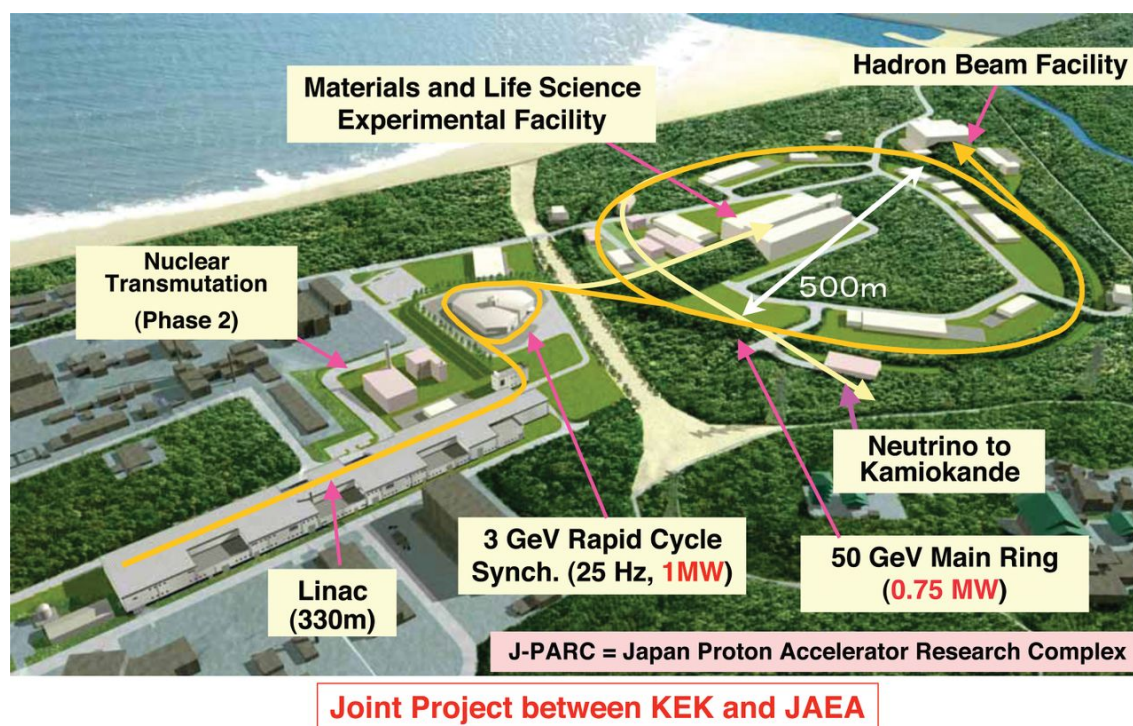 Hadron Beam Facility
Materials and Life Science
Experimental Facility
Nuclear
Transmutation
(Phase 2)
500m
Neutrino to
Kamiokande
3 GeV Rapid Cycle
Synch. (25 Hz, 1MW)
50 GeV Main Ring
(0.75 MW)
Linac
(330m)
J-PARC = Japan Proton Accelerator Research Complex
Joint Project between KEK and JAEA